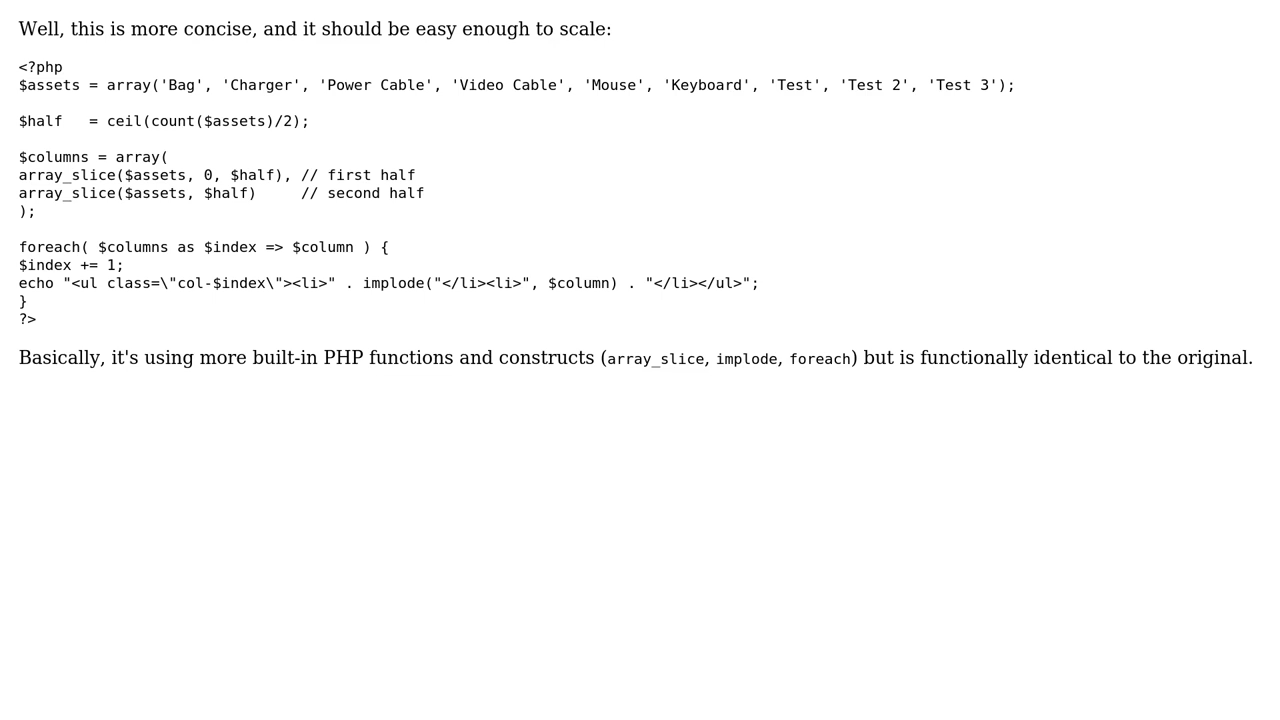 Well, this is more concise, and it should be easy enough to scale:
<?php
$assets = array('Bag', 'Charger', 'Power Cable', 'Video Cable', 'Mouse', 'Keyboard', 'Test', 'Test 2', 'Test 3');
$half   = ceil(count($assets)/2);
$columns = array(
array_slice($assets, 0, $half), // first half
array_slice($assets, $half)     // second half
);
foreach( $columns as $index => $column ) {
$index += 1;
echo "<ul class=\"col-$index\"><li>" . implode("</li><li>", $column) . "</li></ul>";
}
?>
Basically, it's using more built-in PHP functions and constructs (array_slice, implode, foreach) but is functionally identical to the original.